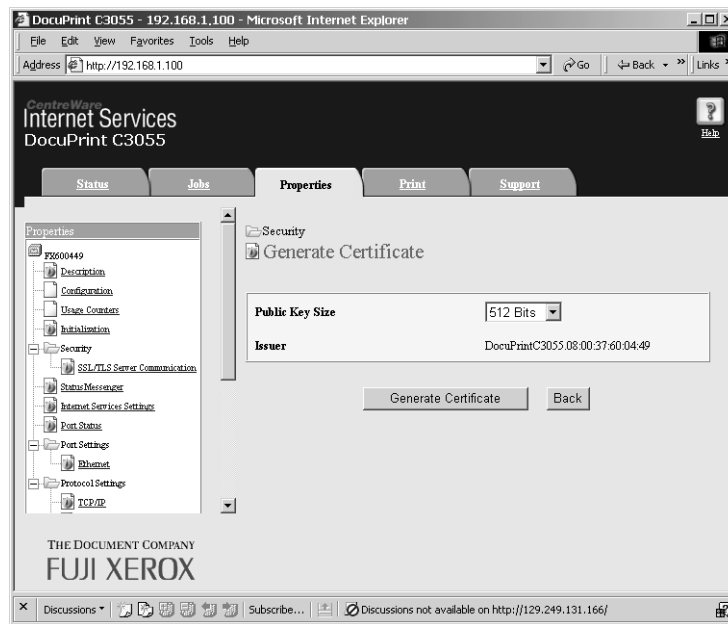 DocuPrint C3055 - 192.168.1,100 - Microsoft Internet Explorer
File Edit View Favorites Tools Help
Address http://192.168.1.100 Go Back » Links »
CentreWare
Internet Services
DocuPrint C3055
Help
Status Jobs Properties Print Support
Properties
FX600449
Description
Configuration
Usage Counters
Initialization
Security
SSL/TLS Server Communication
Status Messenger
Internet Services Settings
Port Status
Port Settings
Ethernet
Protocol Settings
TCP/IP
Security
Generate Certificate
Public Key Size 512 Bits
Issuer DocuPrintC3055.08:00:37:60:04:49
Generate Certificate Back
THE DOCUMENT COMPANY
FUJI XEROX
× Discussions Subscribe... Discussions not available on http://129.249.131.166/